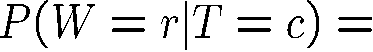 P(W = r|T = c) =